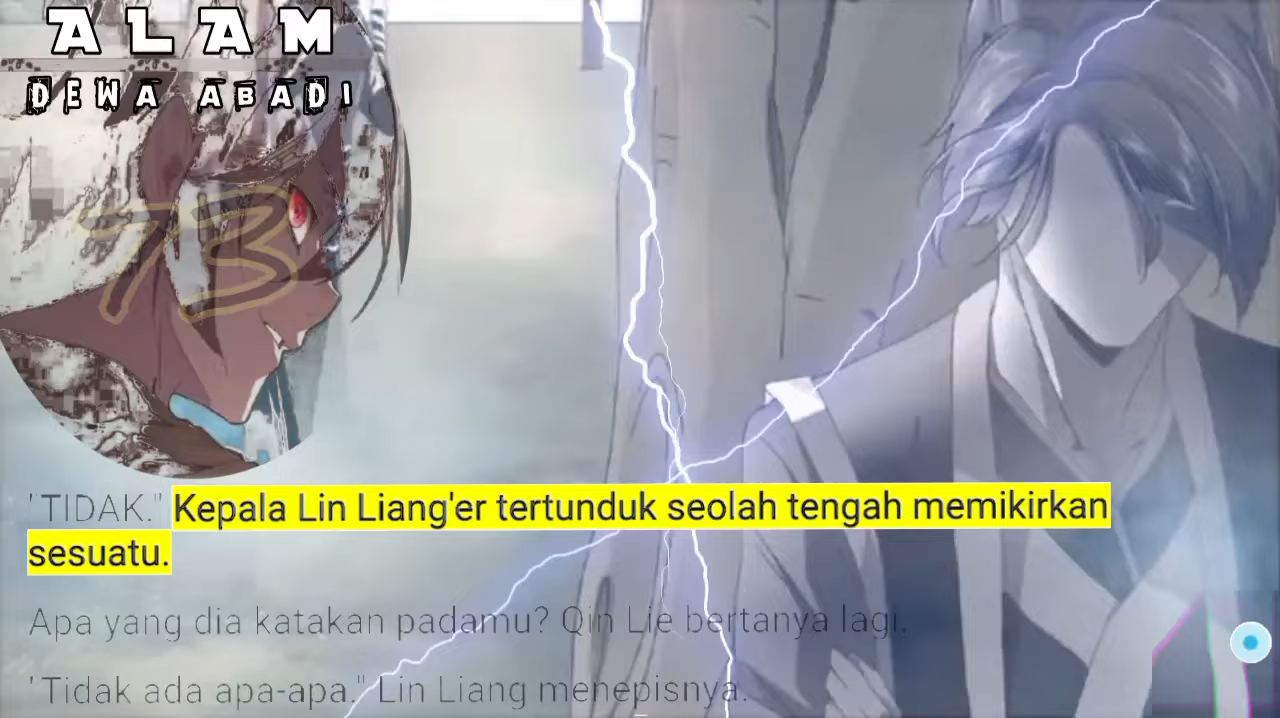 ALAM
DEWA ABADI
7B
'TIDAK." Kepala Lin Liang'er tertunduk seolah tengah memikirkan
sesuatu.
Apa yang dia katakan padamu? Qin Lie bertanya lagi.
'Tidak ada apa-apa." Lin Liang menepisnya.